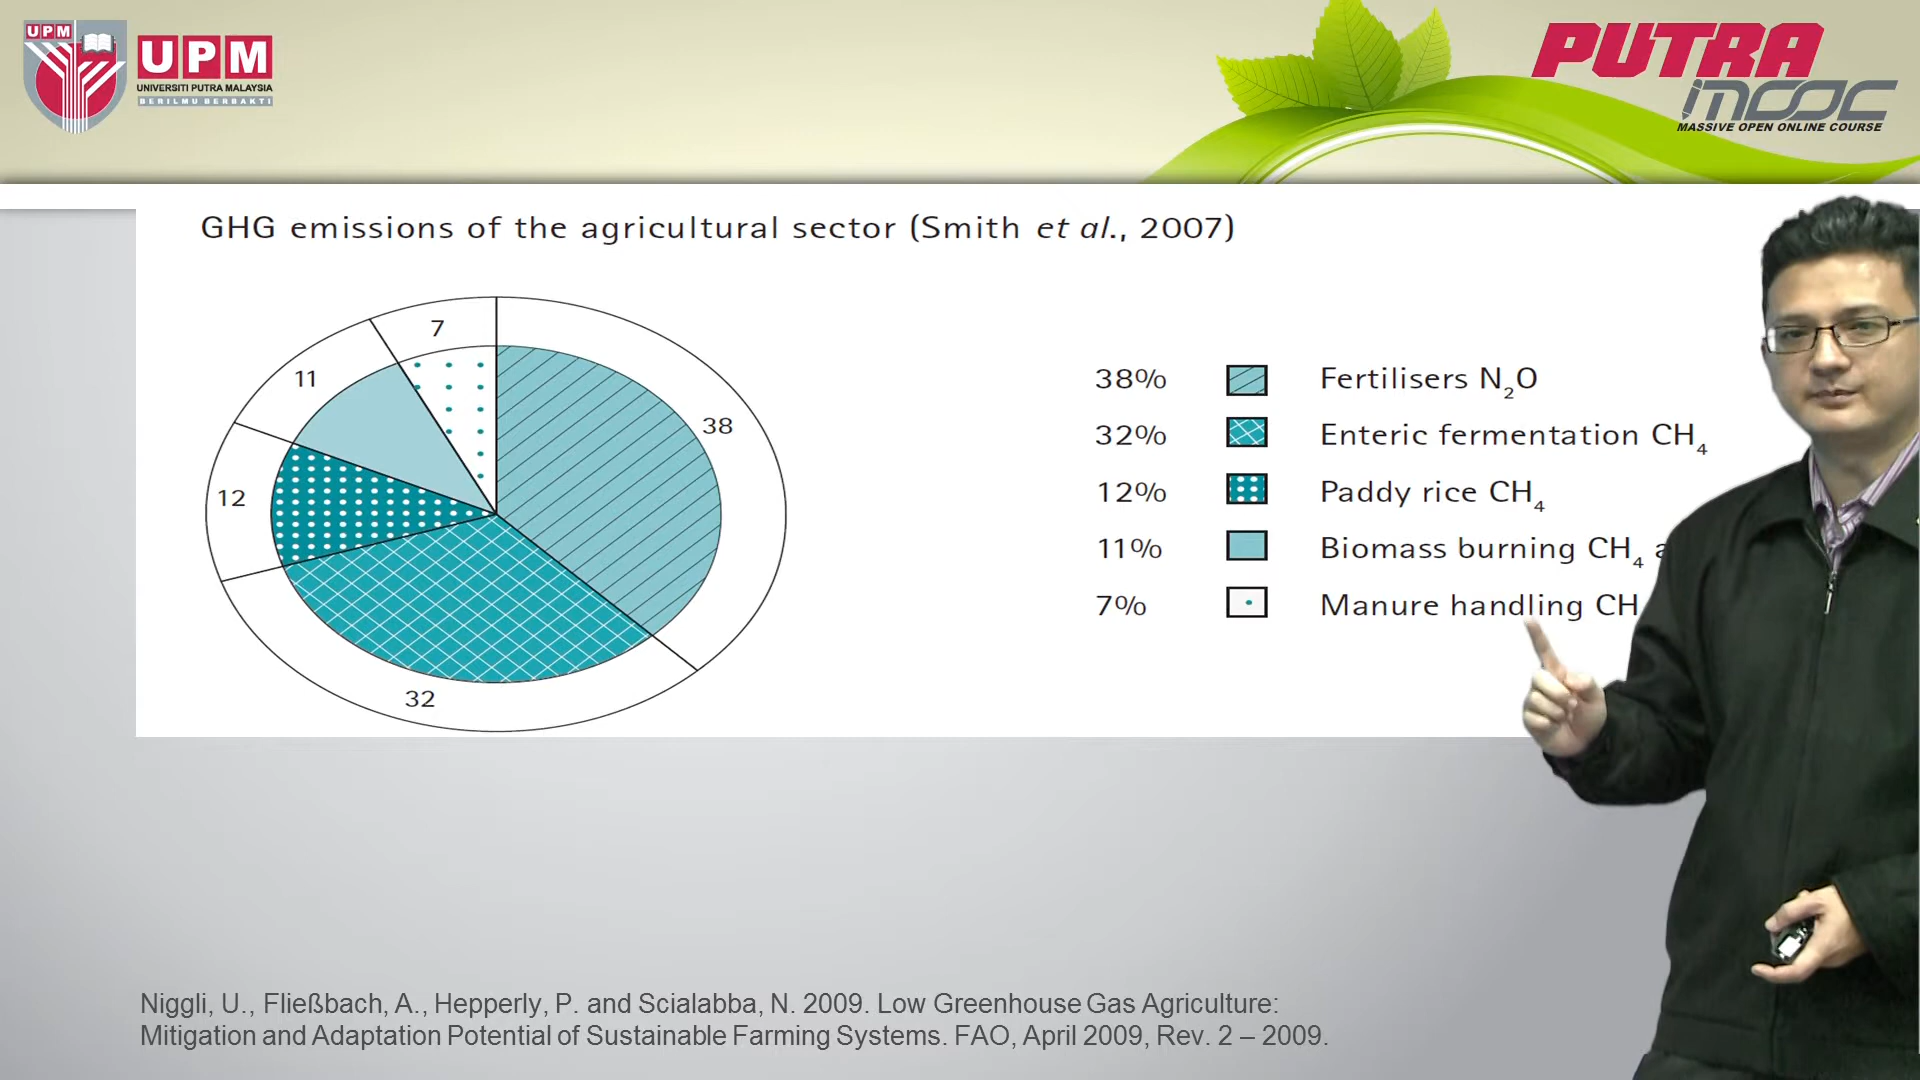 UPM
UPM
UNIVERSITI PUTRA MALAYSIA
BERILMU BERBAKTI
PUTRA
mooc
MASSIVE OPEN ONLINE COURSE
GHG emissions of the agricultural sector (Smith et al., 2007)
7
11
38
12
32
38% Fertilisers N₂O
32% Enteric fermentation CH₄
12% Paddy rice CH₄
11% Biomass burning CH₄
7% Manure handling CH
Niggli, U., Fließbach, A., Hepperly, P. and Scialabba, N. 2009. Low Greenhouse Gas Agriculture:
Mitigation and Adaptation Potential of Sustainable Farming Systems. FAO, April 2009, Rev. 2 – 2009.